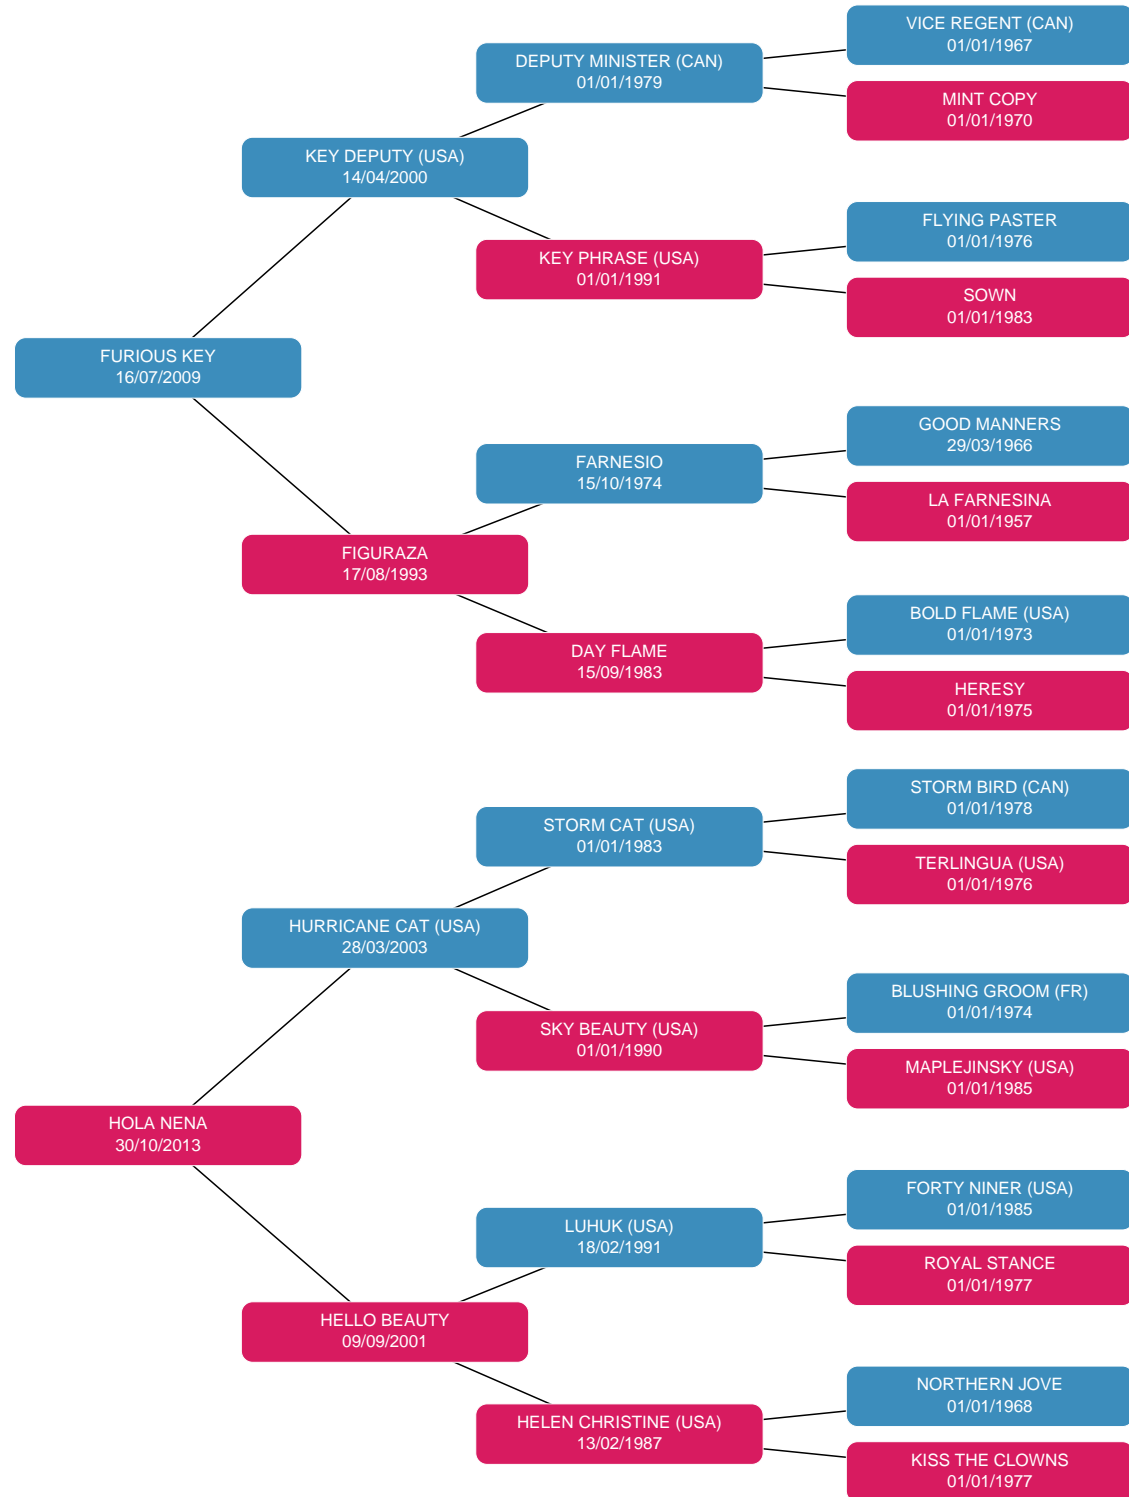 VICE REGENT (CAN)
01/01/1967
DEPUTY MINISTER (CAN)
01/01/1979
MINT COPY
01/01/1970
KEY DEPUTY (USA)
14/04/2000
FLYING PASTER
01/01/1976
KEY PHRASE (USA)
01/01/1991
SOWN
01/01/1983
FURIOUS KEY
16/07/2009
GOOD MANNERS
29/03/1966
FARNESIO
15/10/1974
LA FARNESINA
01/01/1957
FIGURAZA
17/08/1993
BOLD FLAME (USA)
01/01/1973
DAY FLAME
15/09/1983
HERESY
01/01/1975
STORM BIRD (CAN)
01/01/1978
STORM CAT (USA)
01/01/1983
TERLINGUA (USA)
01/01/1976
HURRICANE CAT (USA)
28/03/2003
BLUSHING GROOM (FR)
01/01/1974
SKY BEAUTY (USA)
01/01/1990
MAPLEJINSKY (USA)
01/01/1985
HOLA NENA
30/10/2013
FORTY NINER (USA)
01/01/1985
LUHUK (USA)
18/02/1991
ROYAL STANCE
01/01/1977
HELLO BEAUTY
09/09/2001
NORTHERN JOVE
01/01/1968
HELEN CHRISTINE (USA)
13/02/1987
KISS THE CLOWNS
01/01/1977